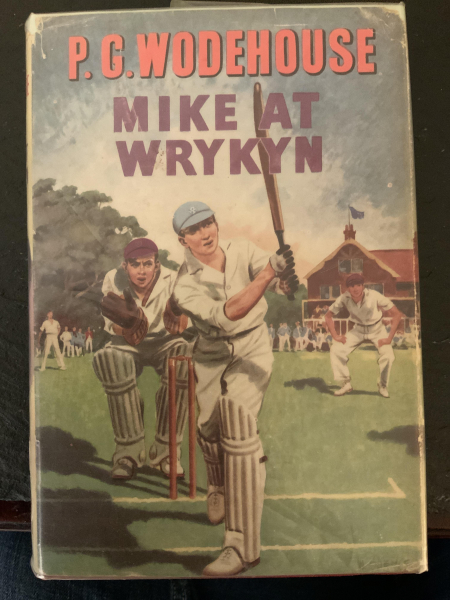 P. G. WODEHOUSE
MIKE AT
WRYKYN